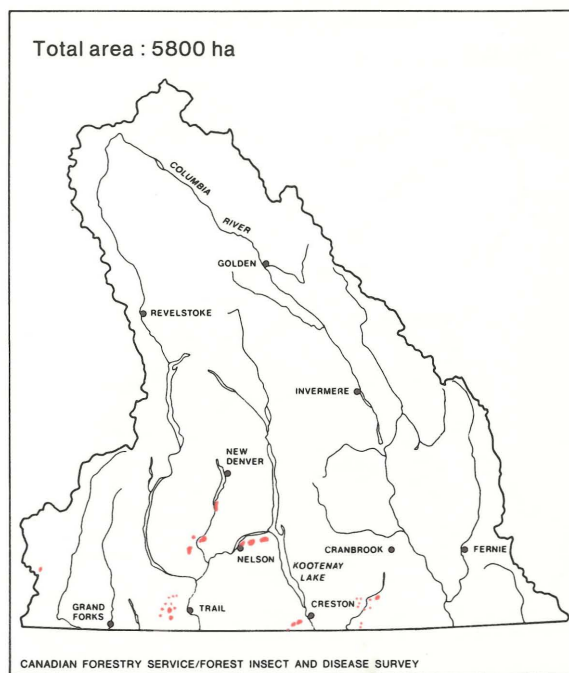 Total area : 5800 ha
COLUMBIA
RIVER
GOLDEN
REVELSTOKE
INVERMERE
NEW
DENVER
NELSON
CRANBROOK
FERNIE
KOOTENAY
LAKE
GRAND
FORKS
TRAIL
CRESTON
CANADIAN FORESTRY SERVICE/FOREST INSECT AND DISEASE SURVEY